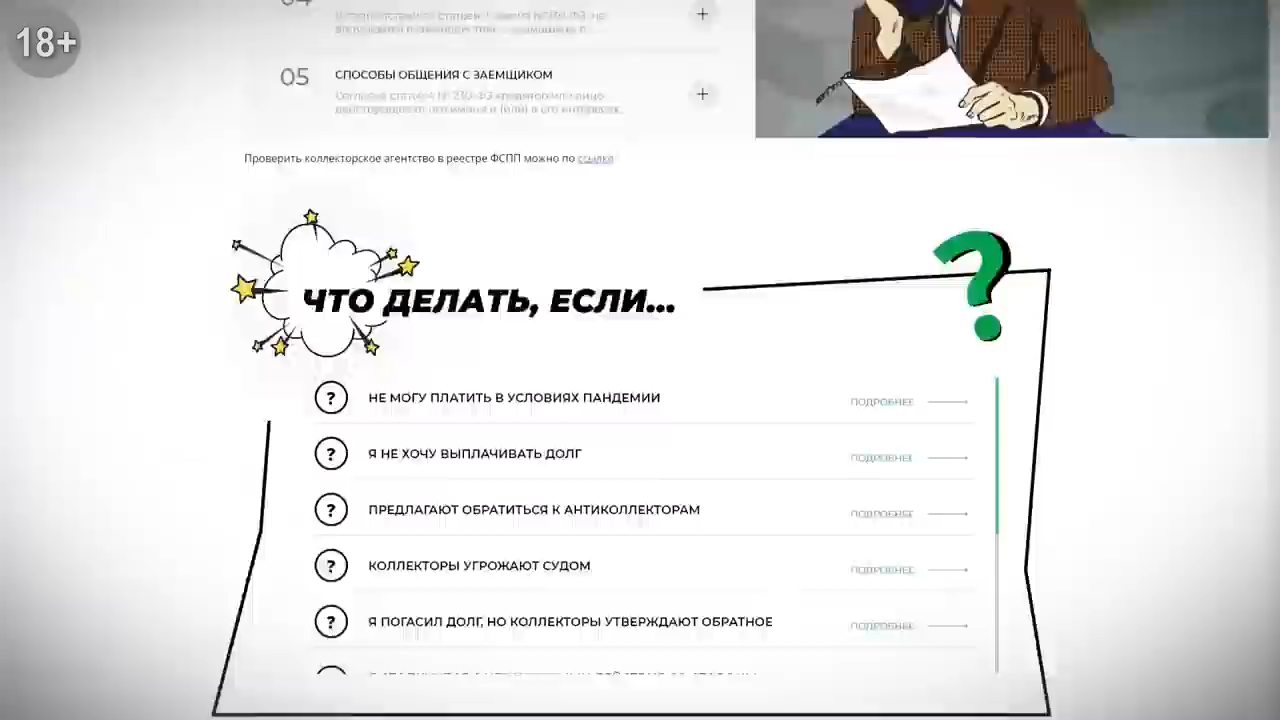 18+
05
СПОСОБЫ ОБЩЕНИЯ С ЗАЕМЩИКОМ
Проверить коллекторское агентство в реестре ФСПП можно по ссылке
ЧТО ДЕЛАТЬ, ЕСЛИ...
?
? НЕ МОГУ ПЛАТИТЬ В УСЛОВИЯХ ПАНДЕМИИ ПОДРОБНЕЕ
? Я НЕ ХОЧУ ВЫПЛАЧИВАТЬ ДОЛГ ПОДРОБНЕЕ
? ПРЕДЛАГАЮТ ОБРАТИТЬСЯ К АНТИКОЛЛЕКТОРАМ ПОДРОБНЕЕ
? КОЛЛЕКТОРЫ УГРОЖАЮТ СУДОМ ПОДРОБНЕЕ
? Я ПОГАСИЛ ДОЛГ, НО КОЛЛЕКТОРЫ УТВЕРЖДАЮТ ОБРАТНОЕ ПОДРОБНЕЕ